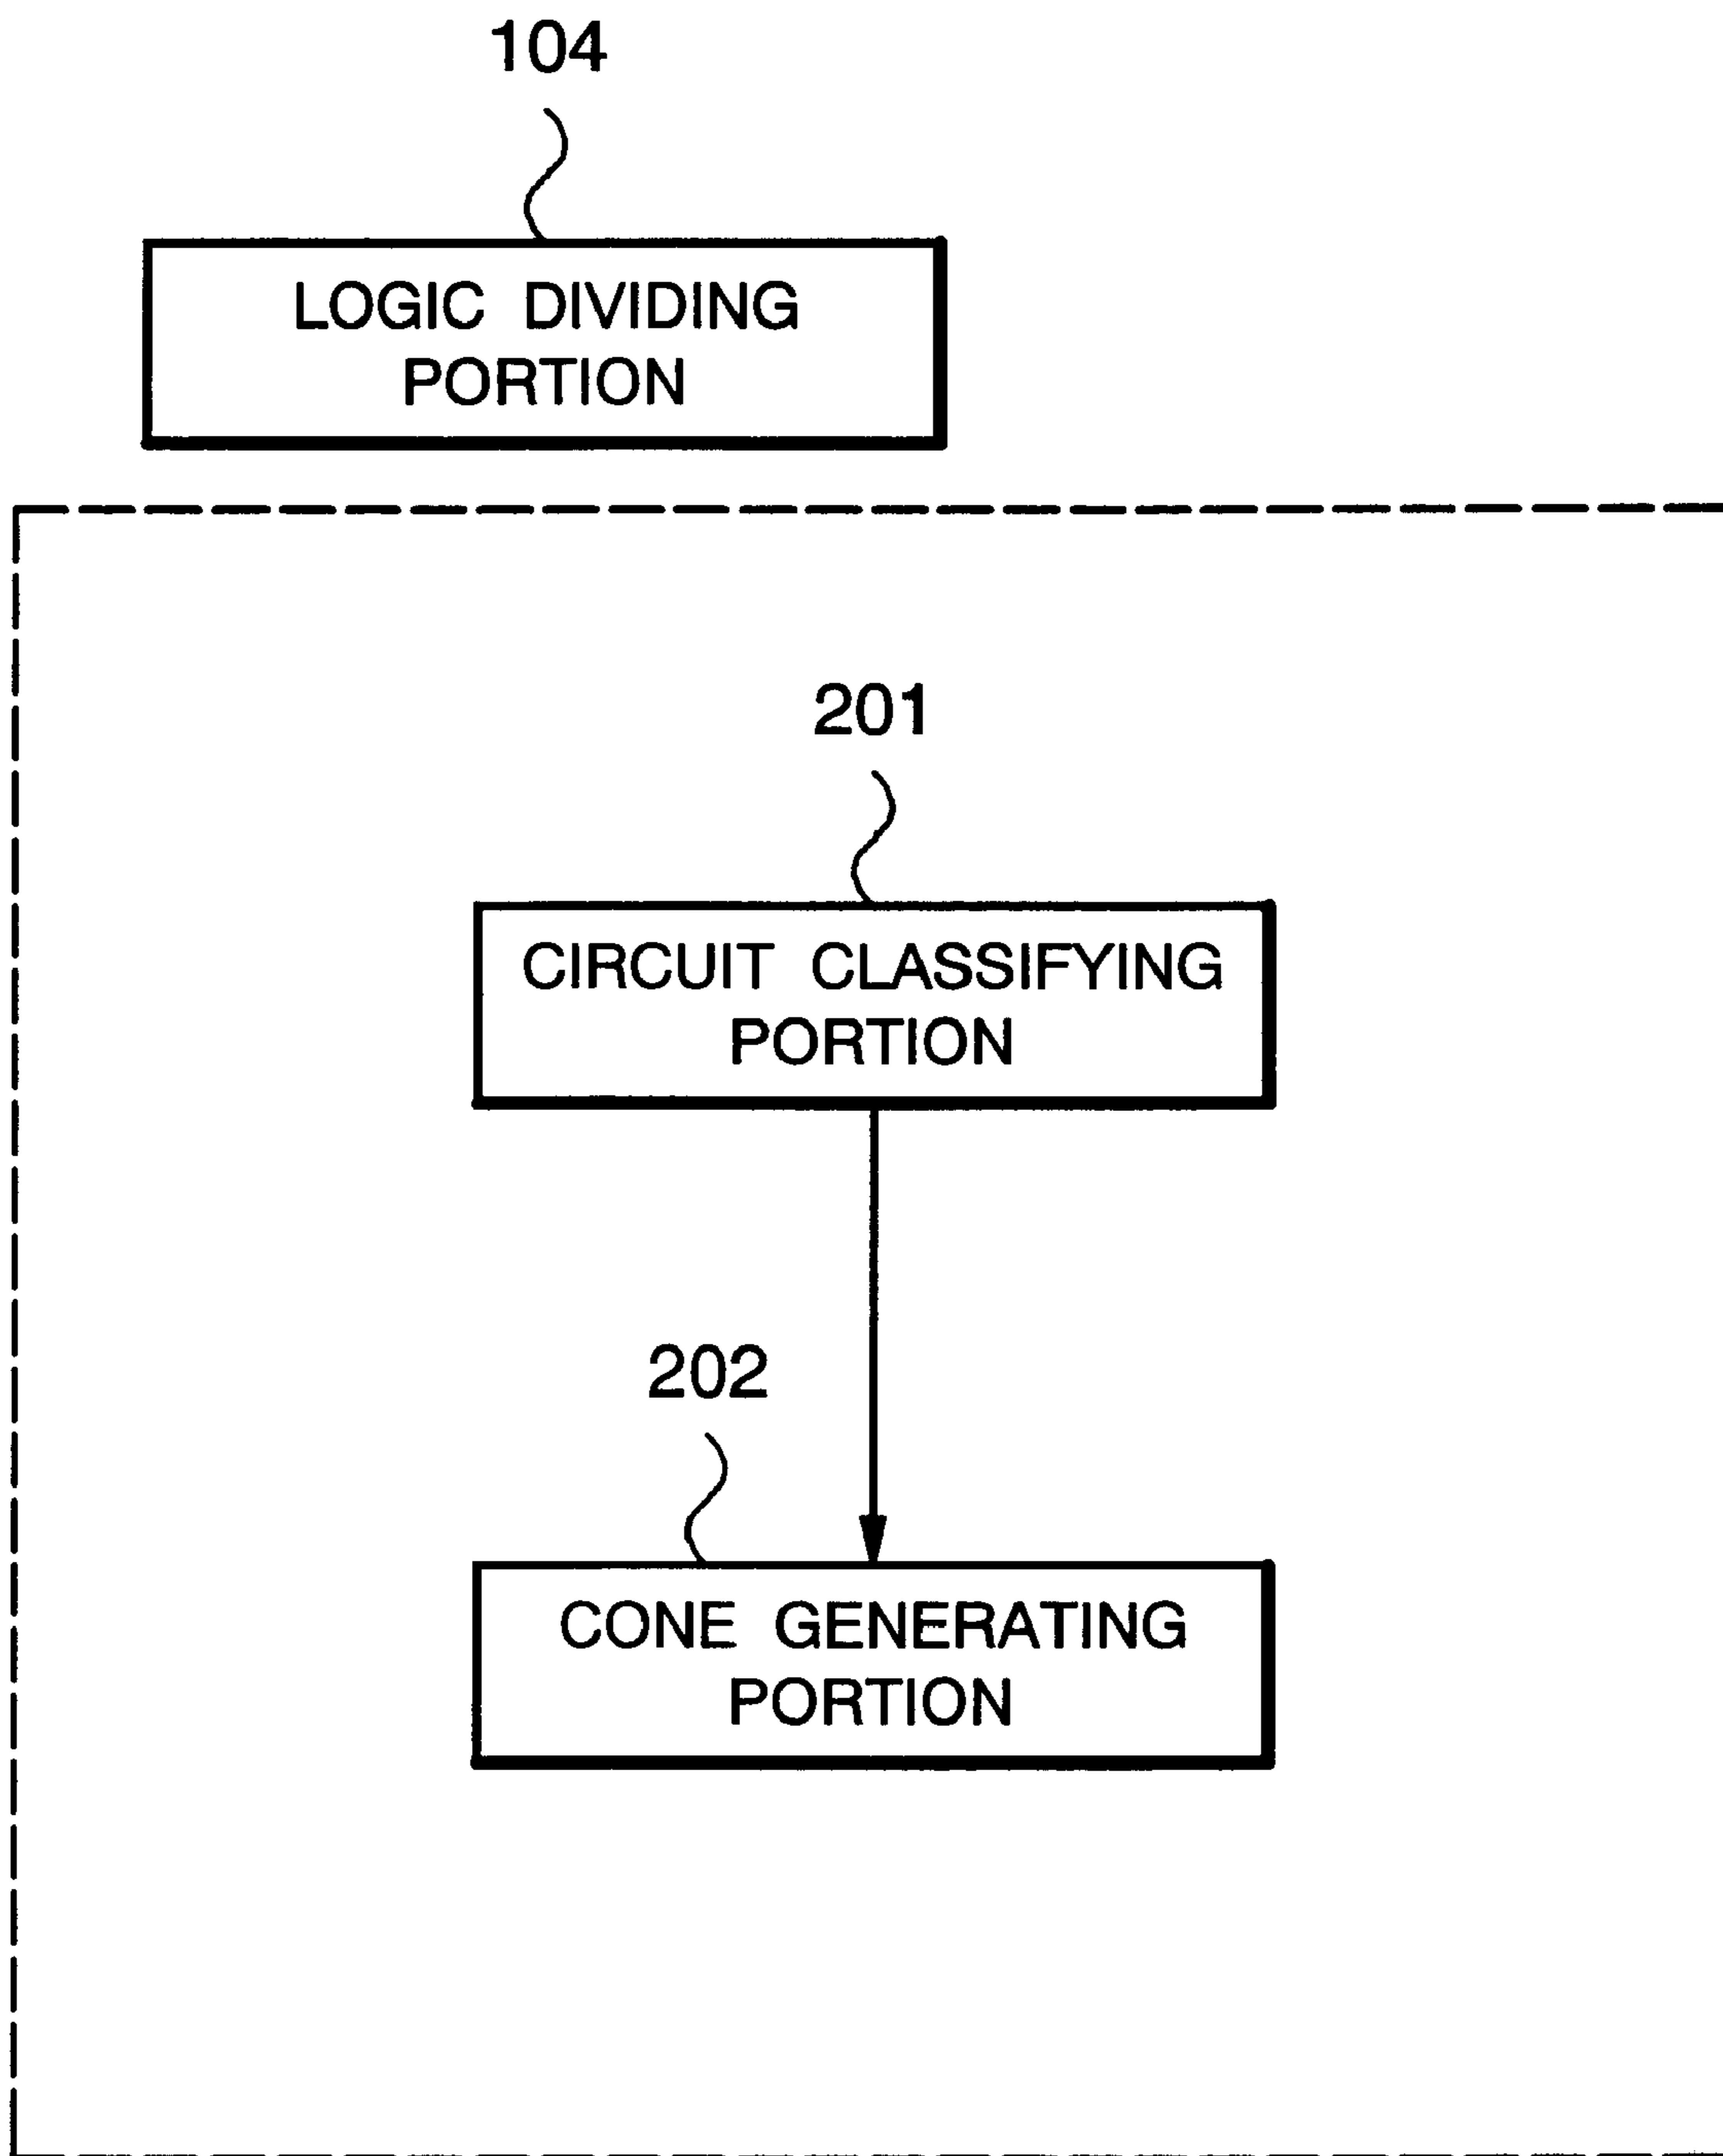 104
LOGIC DIVIDING
PORTION
201
CIRCUIT CLASSIFYING
PORTION
202
CONE GENERATING
PORTION